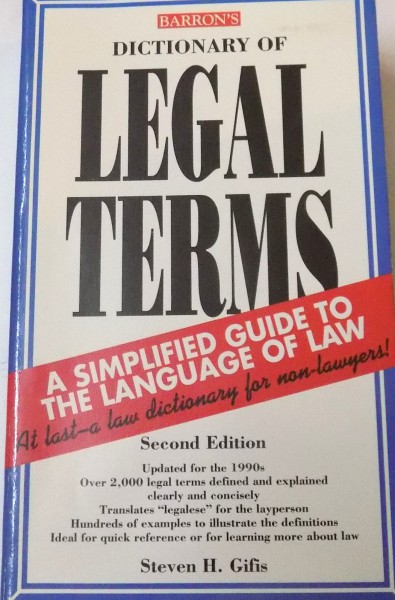 BARRON'S
DICTIONARY OF
LEGAL
TERMS
A SIMPLIFIED GUIDE TO
THE LANGUAGE OF LAW
At last—a law dictionary for non-lawyers!
Second Edition
Updated for the 1990s
Over 2,000 legal terms defined and explained
clearly and concisely
Translates “legalese” for the layperson
Hundreds of examples to illustrate the definitions
Ideal for quick reference or for learning more about law
Steven H. Gifis